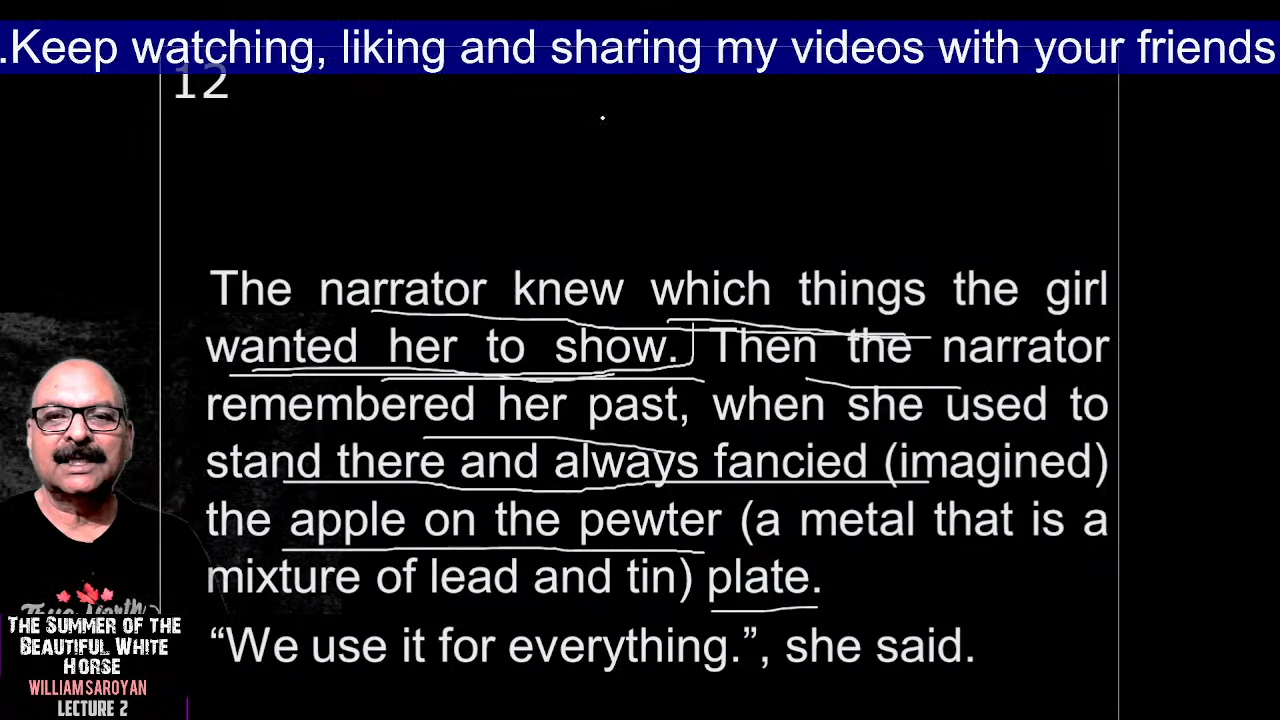 .Keep watching, liking and sharing my videos with your friends
12
The narrator knew which things the girl
wanted her to show. Then the narrator
remembered her past, when she used to
stand there and always fancied (imagined)
the apple on the pewter (a metal that is a
mixture of lead and tin) plate.
“We use it for everything.”, she said.
True North
THE SUMMER OF THE
BEAUTIFUL WHITE
HORSE
WILLIAM SAROYAN
LECTURE 2